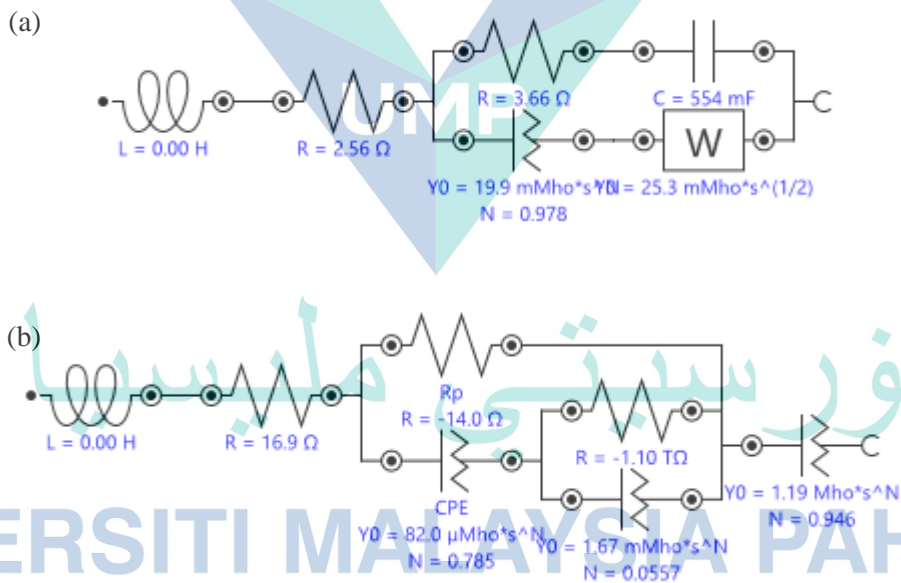 (a)
UMP
L = 0.00 H
R = 2.56 Ω
R = 3.66 Ω
C = 554 mF
W
Y0 = 19.9 mMho*s^N
Y0 = 25.3 mMho*s^(1/2)
N = 0.978
(b)
L = 0.00 H
R = 16.9 Ω
Rp
R = -14.0 Ω
CPE
Y0 = 82.0 µMho*s^N
N = 0.785
R = -1.10 TΩ
Y0 = 1.67 mMho*s^N
N = 0.0557
Y0 = 1.19 Mho*s^N
N = 0.946
ERSITI MALAYSIA PAH